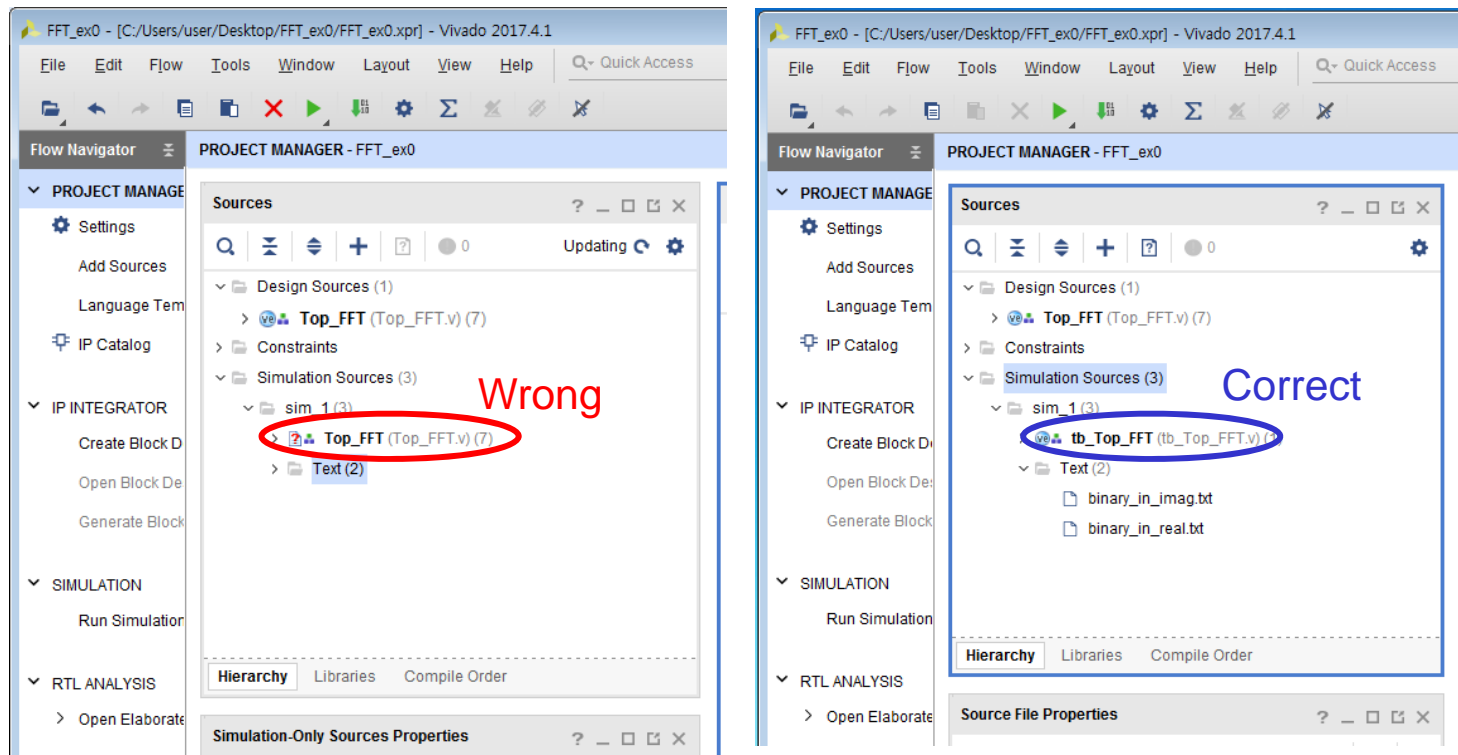 FFT_ex0 - [C:/Users/user/Desktop/FFT_ex0/FFT_ex0.xpr] - Vivado 2017.4.1
File Edit Flow Tools Window Layout View Help Quick Access
Flow Navigator
PROJECT MANAGER - FFT_ex0
PROJECT MANAGE
Settings
Add Sources
Language Tem
IP Catalog
IP INTEGRATOR
Create Block D
Open Block De
Generate Block
SIMULATION
Run Simulation
RTL ANALYSIS
Open Elaborate
Sources
0 Updating
Design Sources (1)
Top_FFT (Top_FFT.v) (7)
Constraints
Simulation Sources (3)
Wrong
sim_1 (3)
Top_FFT (Top_FFT.v) (7)
Text (2)
Hierarchy Libraries Compile Order
Simulation-Only Sources Properties
FFT_ex0 - [C:/Users/user/Desktop/FFT_ex0/FFT_ex0.xpr] - Vivado 2017.4.1
File Edit Flow Tools Window Layout View Help Quick Access
Flow Navigator
PROJECT MANAGER - FFT_ex0
PROJECT MANAGE
Settings
Add Sources
Language Tem
IP Catalog
IP INTEGRATOR
Create Block De
Open Block Des
Generate Block
SIMULATION
Run Simulation
RTL ANALYSIS
Open Elaborate
Sources
0
Design Sources (1)
Top_FFT (Top_FFT.v) (7)
Constraints
Simulation Sources (3)
Correct
sim_1 (3)
tb_Top_FFT (tb_Top_FFT.v) (1)
Text (2)
binary_in_imag.txt
binary_in_real.txt
Hierarchy Libraries Compile Order
Source File Properties